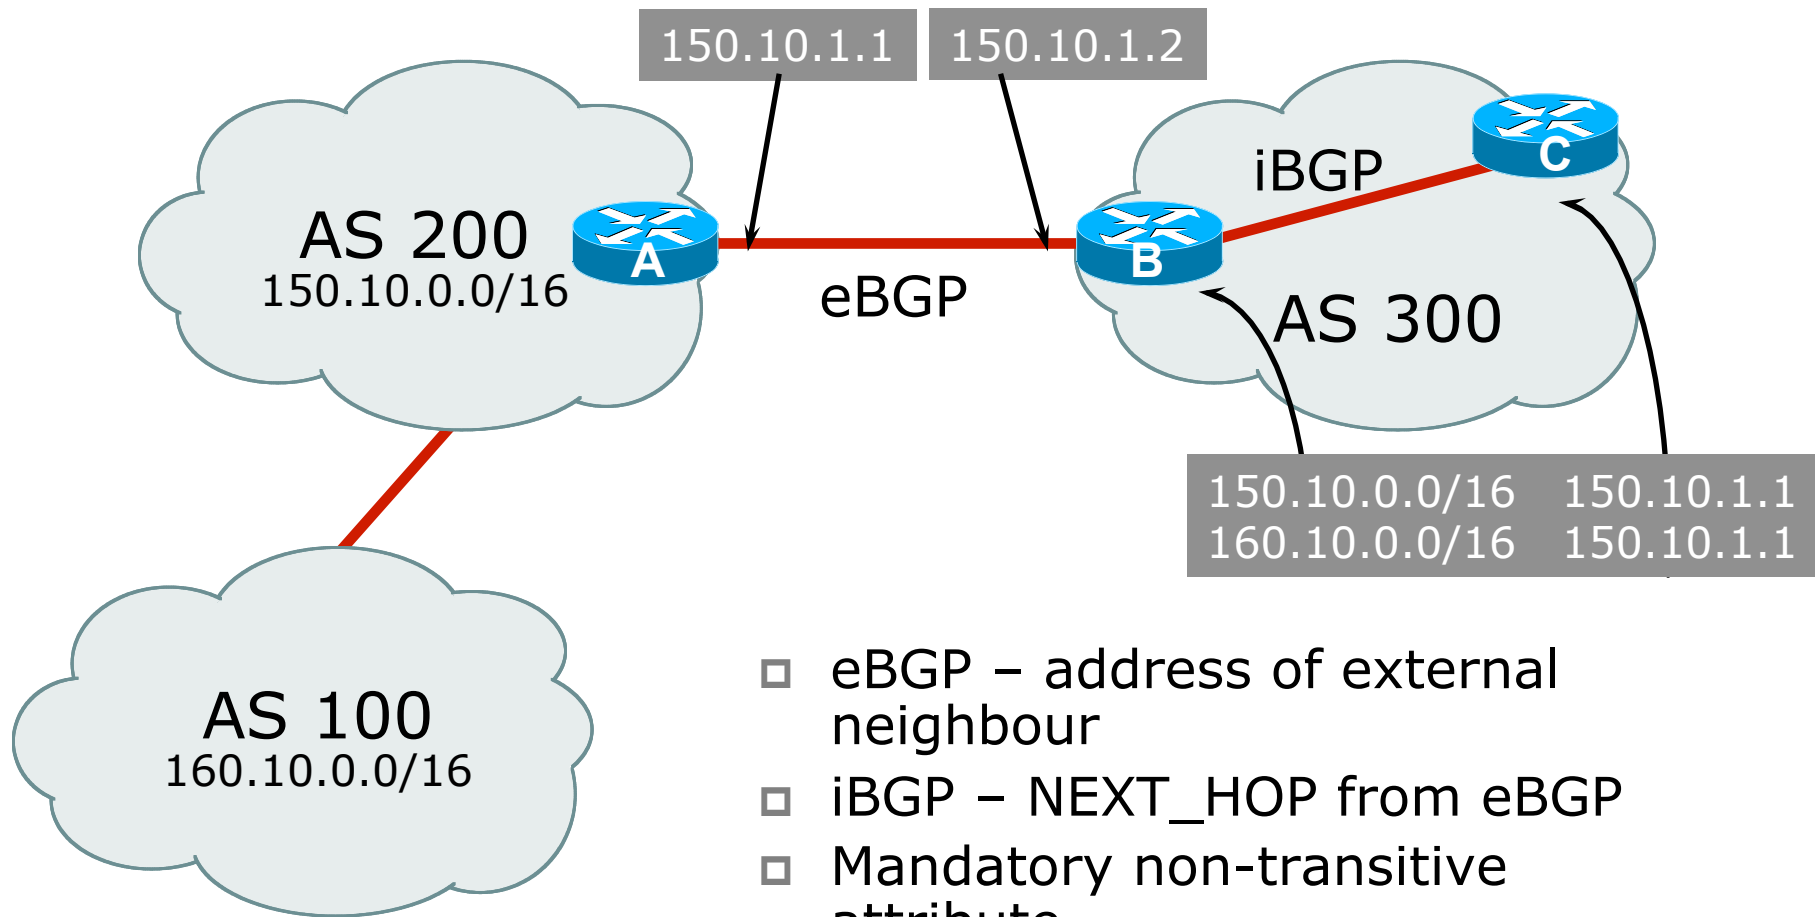 150.10.1.1 150.10.1.2
C
iBGP
AS 200
150.10.0.0/16
A
B
eBGP
AS 300
150.10.0.0/16 150.10.1.1
160.10.0.0/16 150.10.1.1
AS 100
160.10.0.0/16
eBGP – address of external
neighbour
iBGP – NEXT_HOP from eBGP
Mandatory non-transitive
attribute